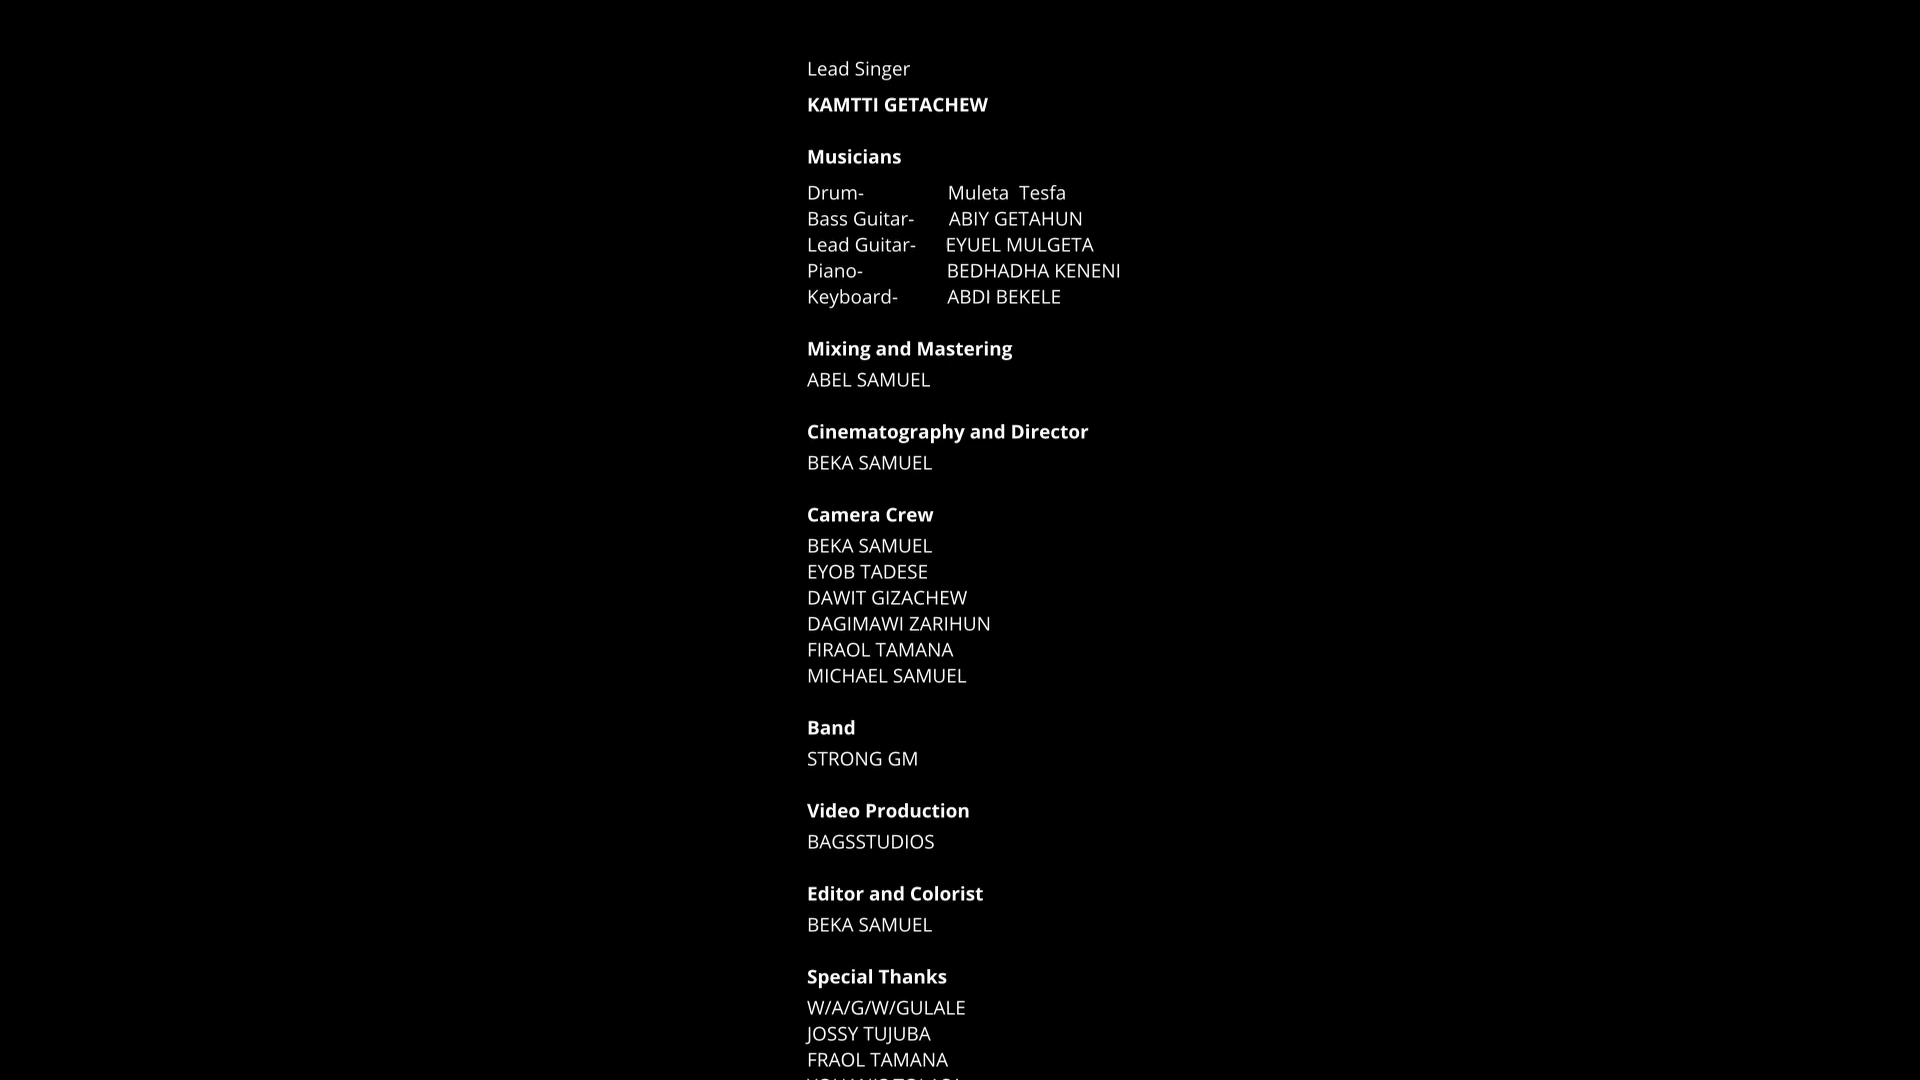 Lead Singer
KAMTTI GETACHEW
Musicians
Drum- Muleta Tesfa
Bass Guitar- ABIY GETAHUN
Lead Guitar- EYUEL MULGETA
Piano- BEDHADHA KENENI
Keyboard- ABDI BEKELE
Mixing and Mastering
ABEL SAMUEL
Cinematography and Director
BEKA SAMUEL
Camera Crew
BEKA SAMUEL
EYOB TADESE
DAWIT GIZACHEW
DAGIMAWI ZARIHUN
FIRAOL TAMANA
MICHAEL SAMUEL
Band
STRONG GM
Video Production
BAGSSTUDIOS
Editor and Colorist
BEKA SAMUEL
Special Thanks
W/A/G/W/GULALE
JOSSY TUJUBA
FRAOL TAMANA